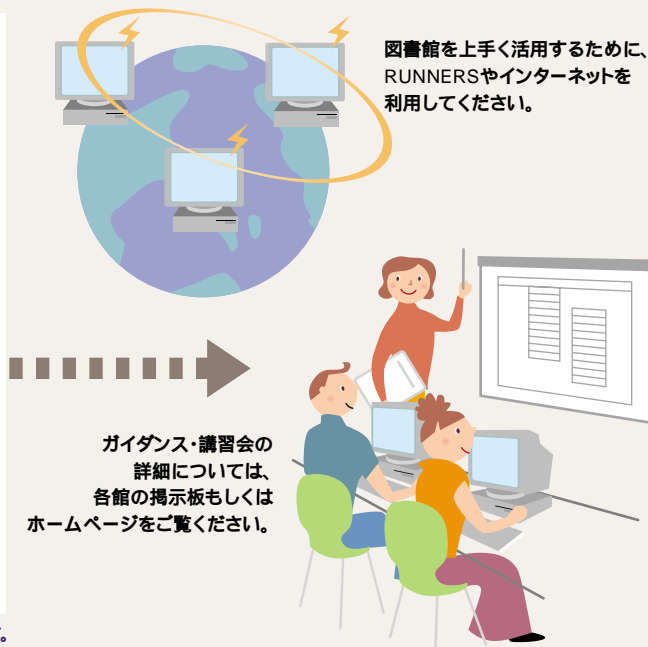 図書館を上手く活用するために、
RUNNERSやインターネットを
利用してください。
ガイダンス・講習会の
詳細については、
各館の掲示板もしくは
ホームページをご覧ください。
。